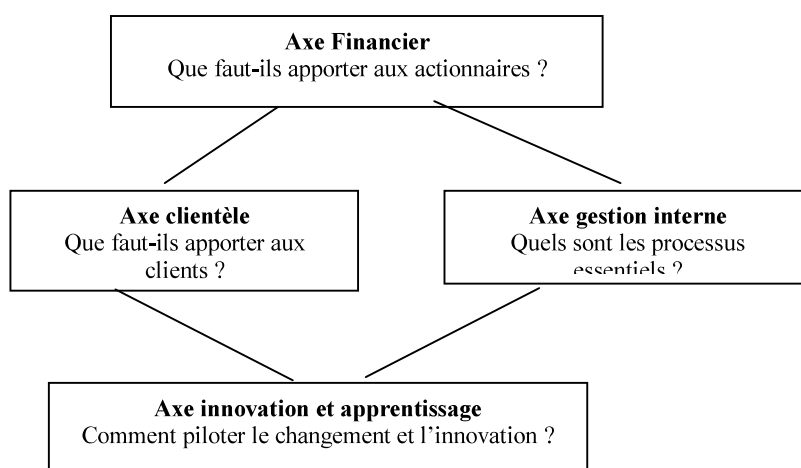 Axe Financier
Que faut-ils apporter aux actionnaires ?
Axe clientèle
Que faut-ils apporter aux
clients ?
Axe gestion interne
Quels sont les processus
essentiels ?
Axe innovation et apprentissage
Comment piloter le changement et l’innovation ?